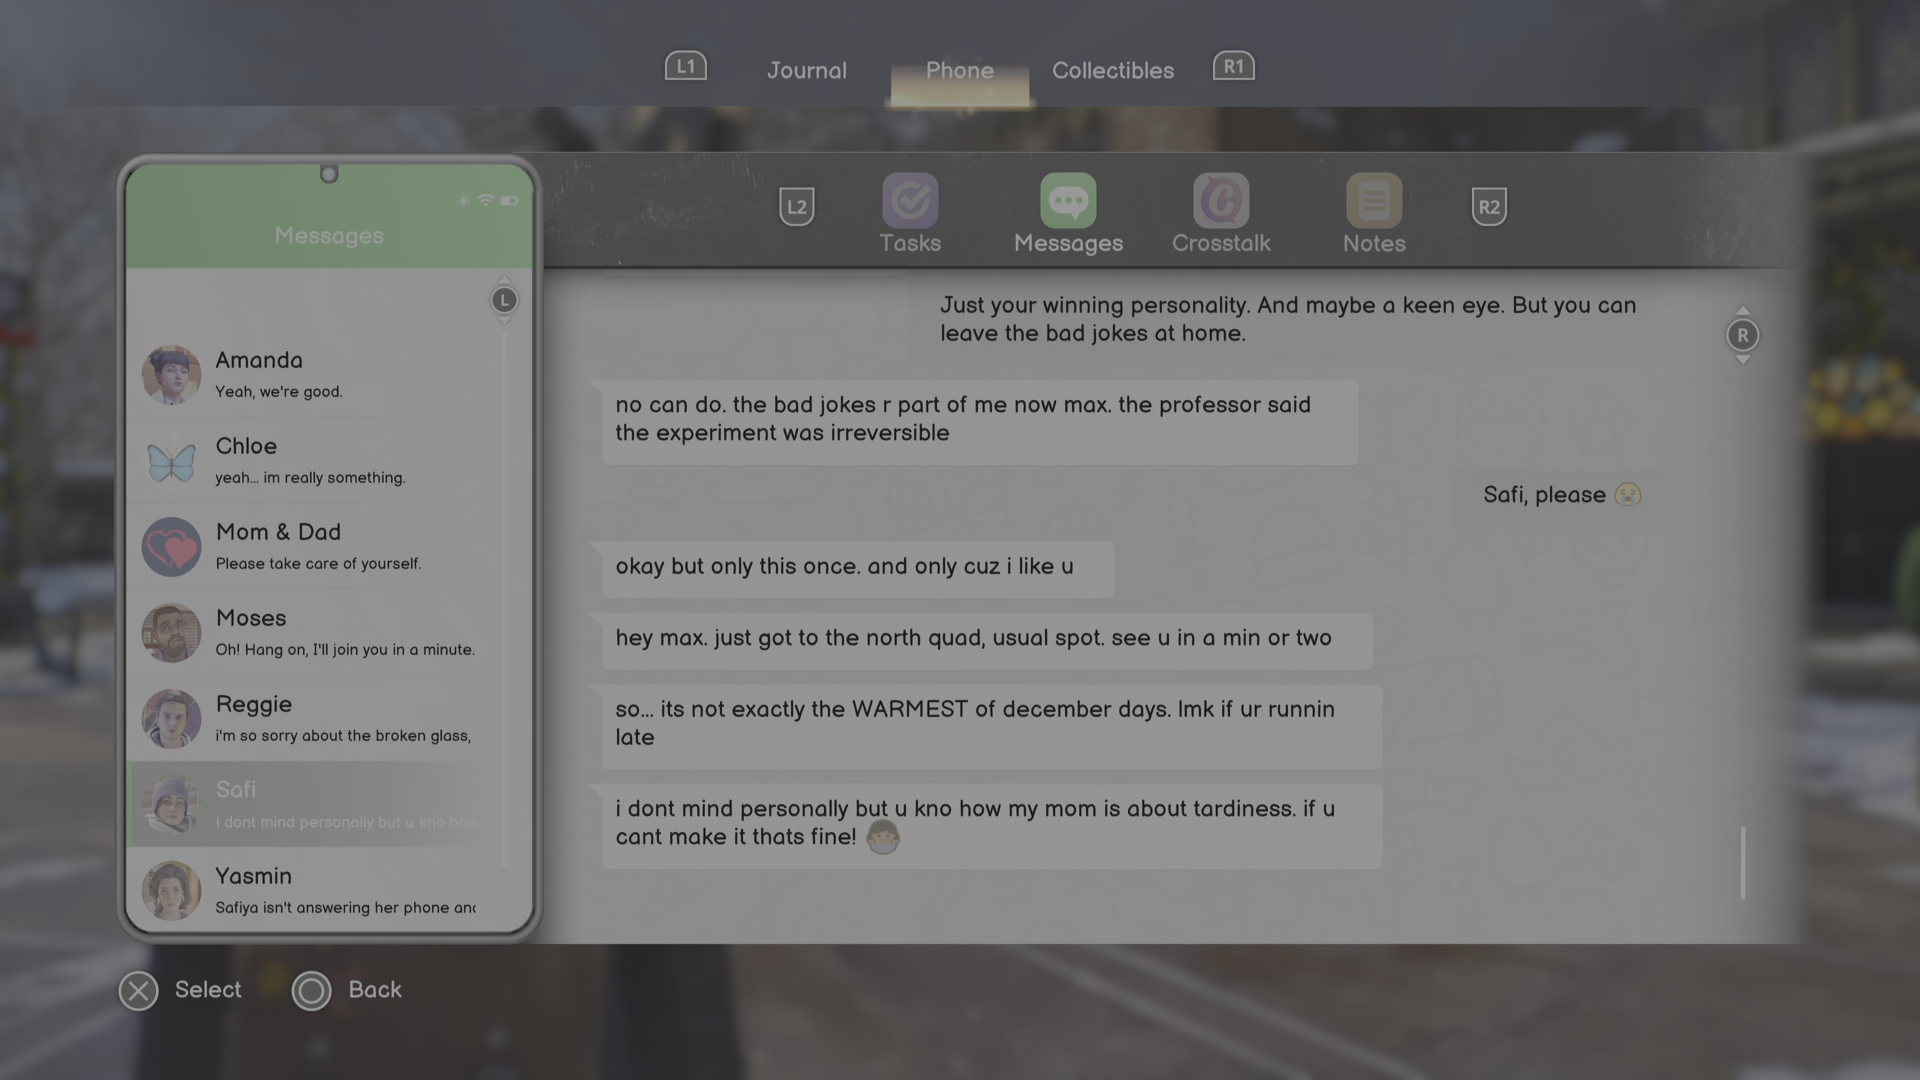 L1 Journal Phone Collectibles R1
L2 Tasks Messages Crosstalk Notes R2
Messages
L
Amanda
Yeah, we're good.
Chloe
yeah... im really something.
Mom & Dad
Please take care of yourself.
Moses
Oh! Hang on, I'll join you in a minute.
Reggie
i'm so sorry about the broken glass,
Safi
i dont mind personally but u kno how
Yasmin
Safiya isn't answering her phone and
Just your winning personality. And maybe a keen eye. But you can
leave the bad jokes at home.
R
no can do. the bad jokes r part of me now max. the professor said
the experiment was irreversible
Safi, please 😭
okay but only this once. and only cuz i like u
hey max. just got to the north quad, usual spot. see u in a min or two
so... its not exactly the WARMEST of december days. lmk if ur runnin
late
i dont mind personally but u kno how my mom is about tardiness. if u
cant make it thats fine!
Select Back